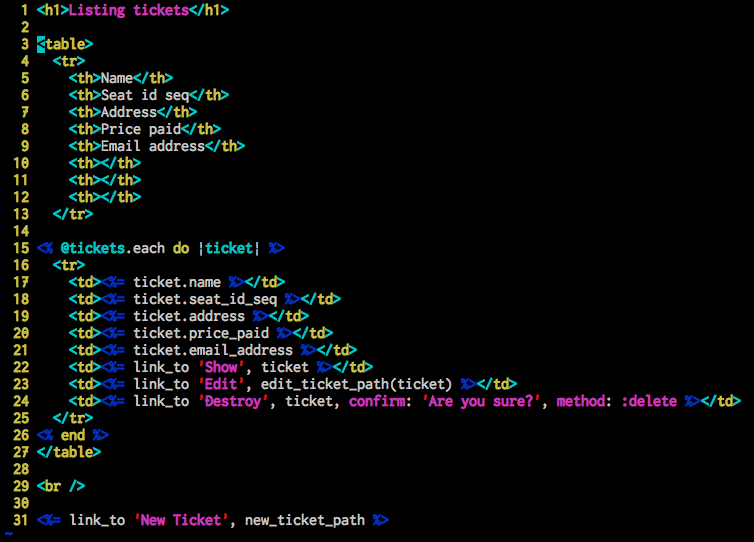 1 <h1>Listing tickets</h1>
2
3 <table>
4   <tr>
5     <th>Name</th>
6     <th>Seat id seq</th>
7     <th>Address</th>
8     <th>Price paid</th>
9     <th>Email address</th>
10     <th></th>
11     <th></th>
12     <th></th>
13   </tr>
14
15 <% @tickets.each do |ticket| %>
16   <tr>
17     <td><%= ticket.name %></td>
18     <td><%= ticket.seat_id_seq %></td>
19     <td><%= ticket.address %></td>
20     <td><%= ticket.price_paid %></td>
21     <td><%= ticket.email_address %></td>
22     <td><%= link_to 'Show', ticket %></td>
23     <td><%= link_to 'Edit', edit_ticket_path(ticket) %></td>
24     <td><%= link_to 'Destroy', ticket, confirm: 'Are you sure?', method: :delete %></td>
25   </tr>
26 <% end %>
27 </table>
28
29 <br />
30
31 <%= link_to 'New Ticket', new_ticket_path %>
~